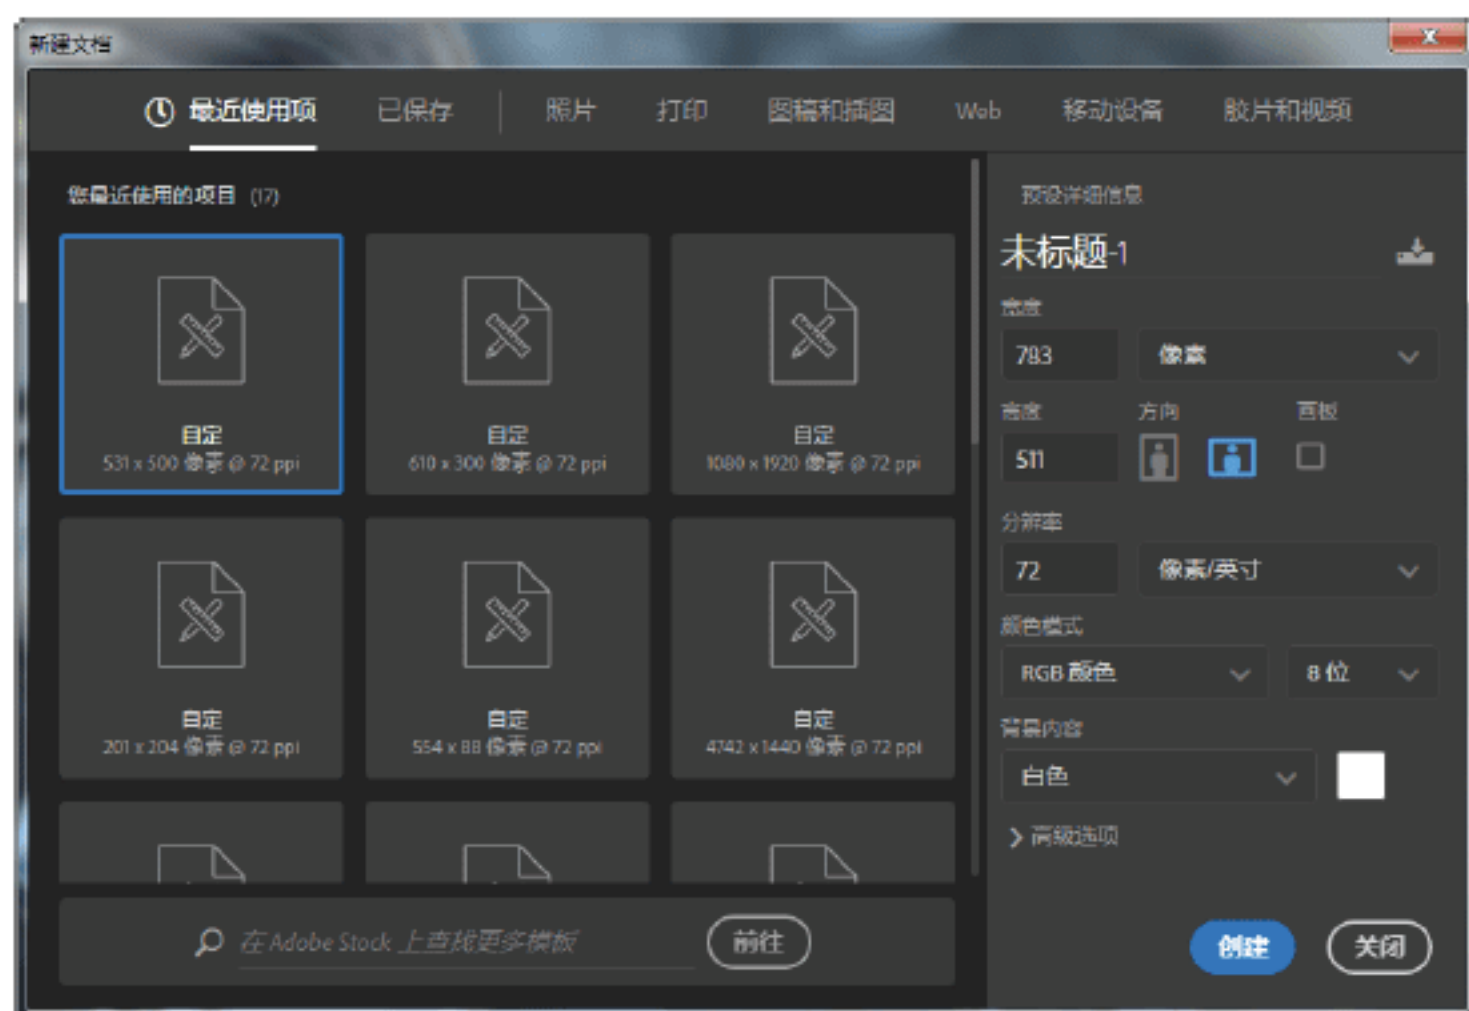 新建文档
最近使用项 已保存 照片 打印 图稿和插图 Web 移动设备 胶片和视频
您最近使用的项目 (17)
自定 自定 自定
531 x 500 像素 @ 72 ppi 610 x 300 像素 @ 72 ppi 1080 x 1920 像素 @ 72 ppi
自定 自定 自定
201 x 204 像素 @ 72 ppi 554 x 88 像素 @ 72 ppi 4742 x 1440 像素 @ 72 ppi
在 Adobe Stock 上查找更多模板 前往
预设详细信息
未标题-1
宽度
783 像素
高度 方向 画板
511
分辨率
72 像素/英寸
颜色模式
RGB 颜色 8 位
背景内容
白色
高级选项
创建 关闭